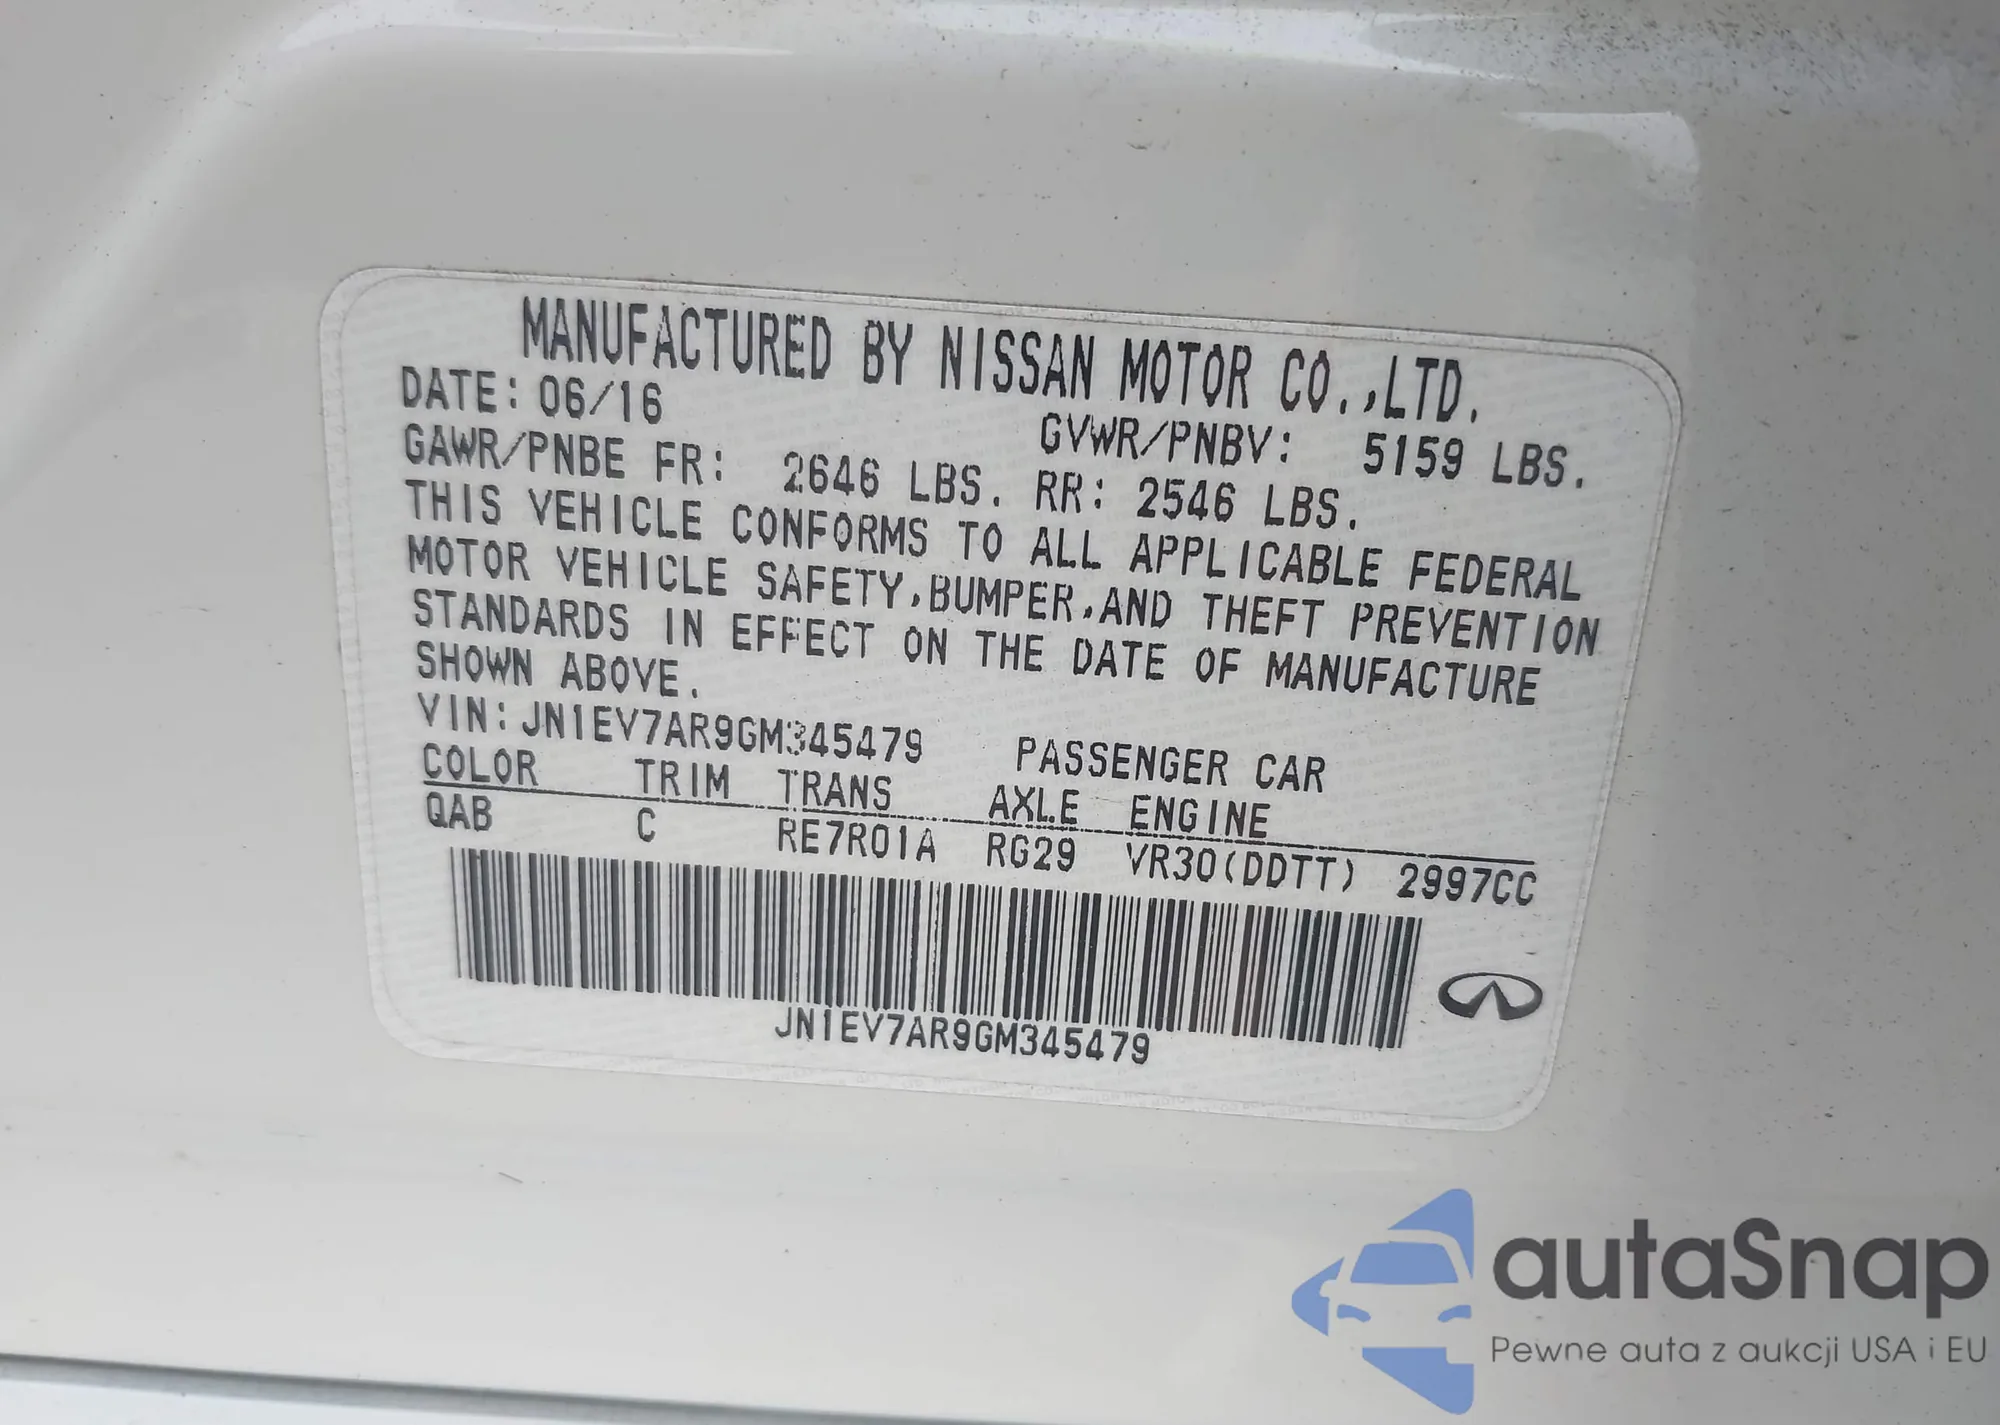 MANUFACTURED BY NISSAN MOTOR CO.,LTD.
DATE: 06/16 GVWR/PNBV: 5159 LBS.
GAWR/PNBE FR: 2646 LBS. RR: 2546 LBS.
THIS VEHICLE CONFORMS TO ALL APPLICABLE FEDERAL
MOTOR VEHICLE SAFETY,BUMPER,AND THEFT PREVENTION
STANDARDS IN EFFECT ON THE DATE OF MANUFACTURE
SHOWN ABOVE.
VIN:JN1EV7AR9GM345479 PASSENGER CAR
COLOR TRIM TRANS AXLE ENGINE
QAB C RE7R01A RG29 VR30(DDTT) 2997CC
JN1EV7AR9GM345479
autaSnap
Pewne auta z aukcji USA i EU